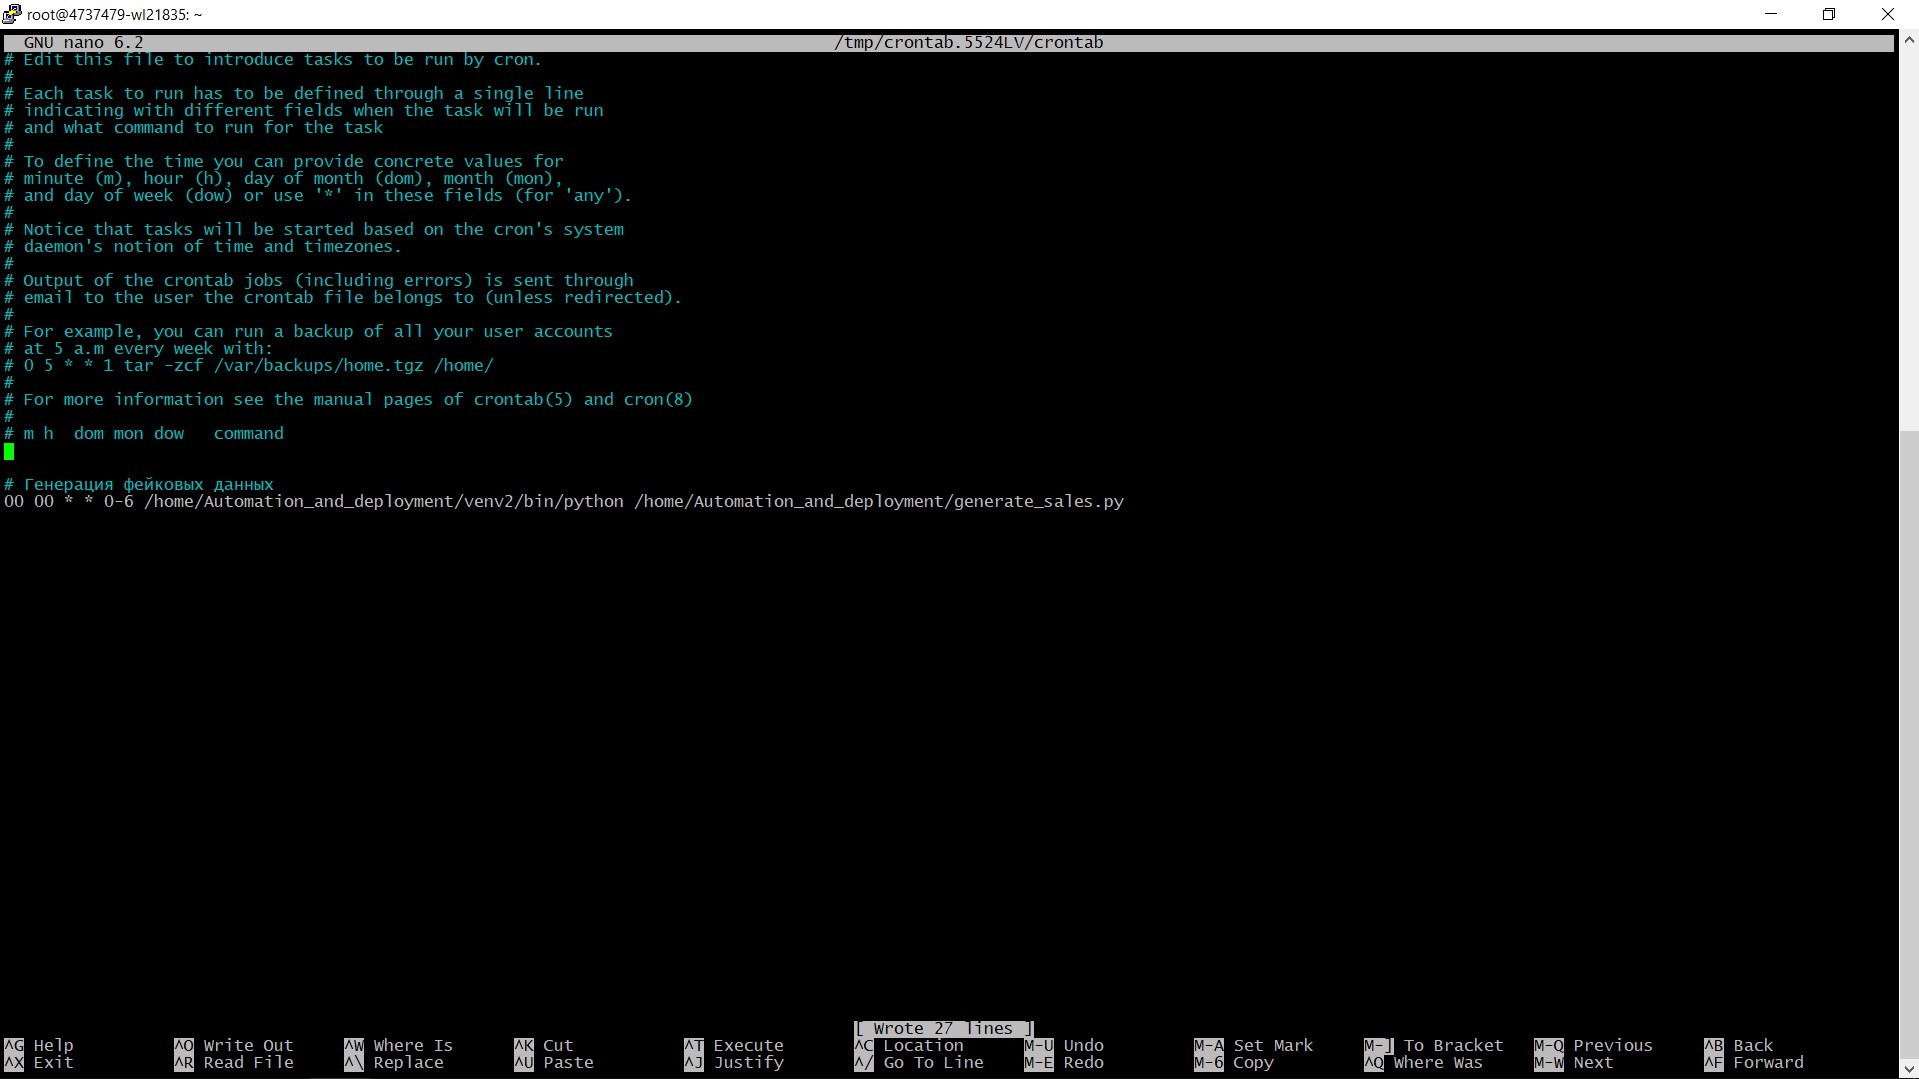 root@4737479-wl21835: ~
GNU nano 6.2 /tmp/crontab.5524LV/crontab
# Edit this file to introduce tasks to be run by cron.
#
# Each task to run has to be defined through a single line
# indicating with different fields when the task will be run
# and what command to run for the task
#
# To define the time you can provide concrete values for
# minute (m), hour (h), day of month (dom), month (mon),
# and day of week (dow) or use '*' in these fields (for 'any').
#
# Notice that tasks will be started based on the cron's system
# daemon's notion of time and timezones.
#
# Output of the crontab jobs (including errors) is sent through
# email to the user the crontab file belongs to (unless redirected).
#
# For example, you can run a backup of all your user accounts
# at 5 a.m every week with:
# 0 5 * * 1 tar -zcf /var/backups/home.tgz /home/
#
# For more information see the manual pages of crontab(5) and cron(8)
#
# m h  dom mon dow   command
# Генерация фейковых данных
00 00 * * 0-6 /home/Automation_and_deployment/venv2/bin/python /home/Automation_and_deployment/generate_sales.py
[ Wrote 27 lines ]
^G Help ^O Write Out ^W Where Is ^K Cut ^T Execute ^C Location M-U Undo M-A Set Mark M-] To Bracket M-Q Previous ^B Back
^X Exit ^R Read File ^\ Replace ^U Paste ^J Justify ^/ Go To Line M-E Redo M-6 Copy ^Q Where Was M-W Next ^F Forward